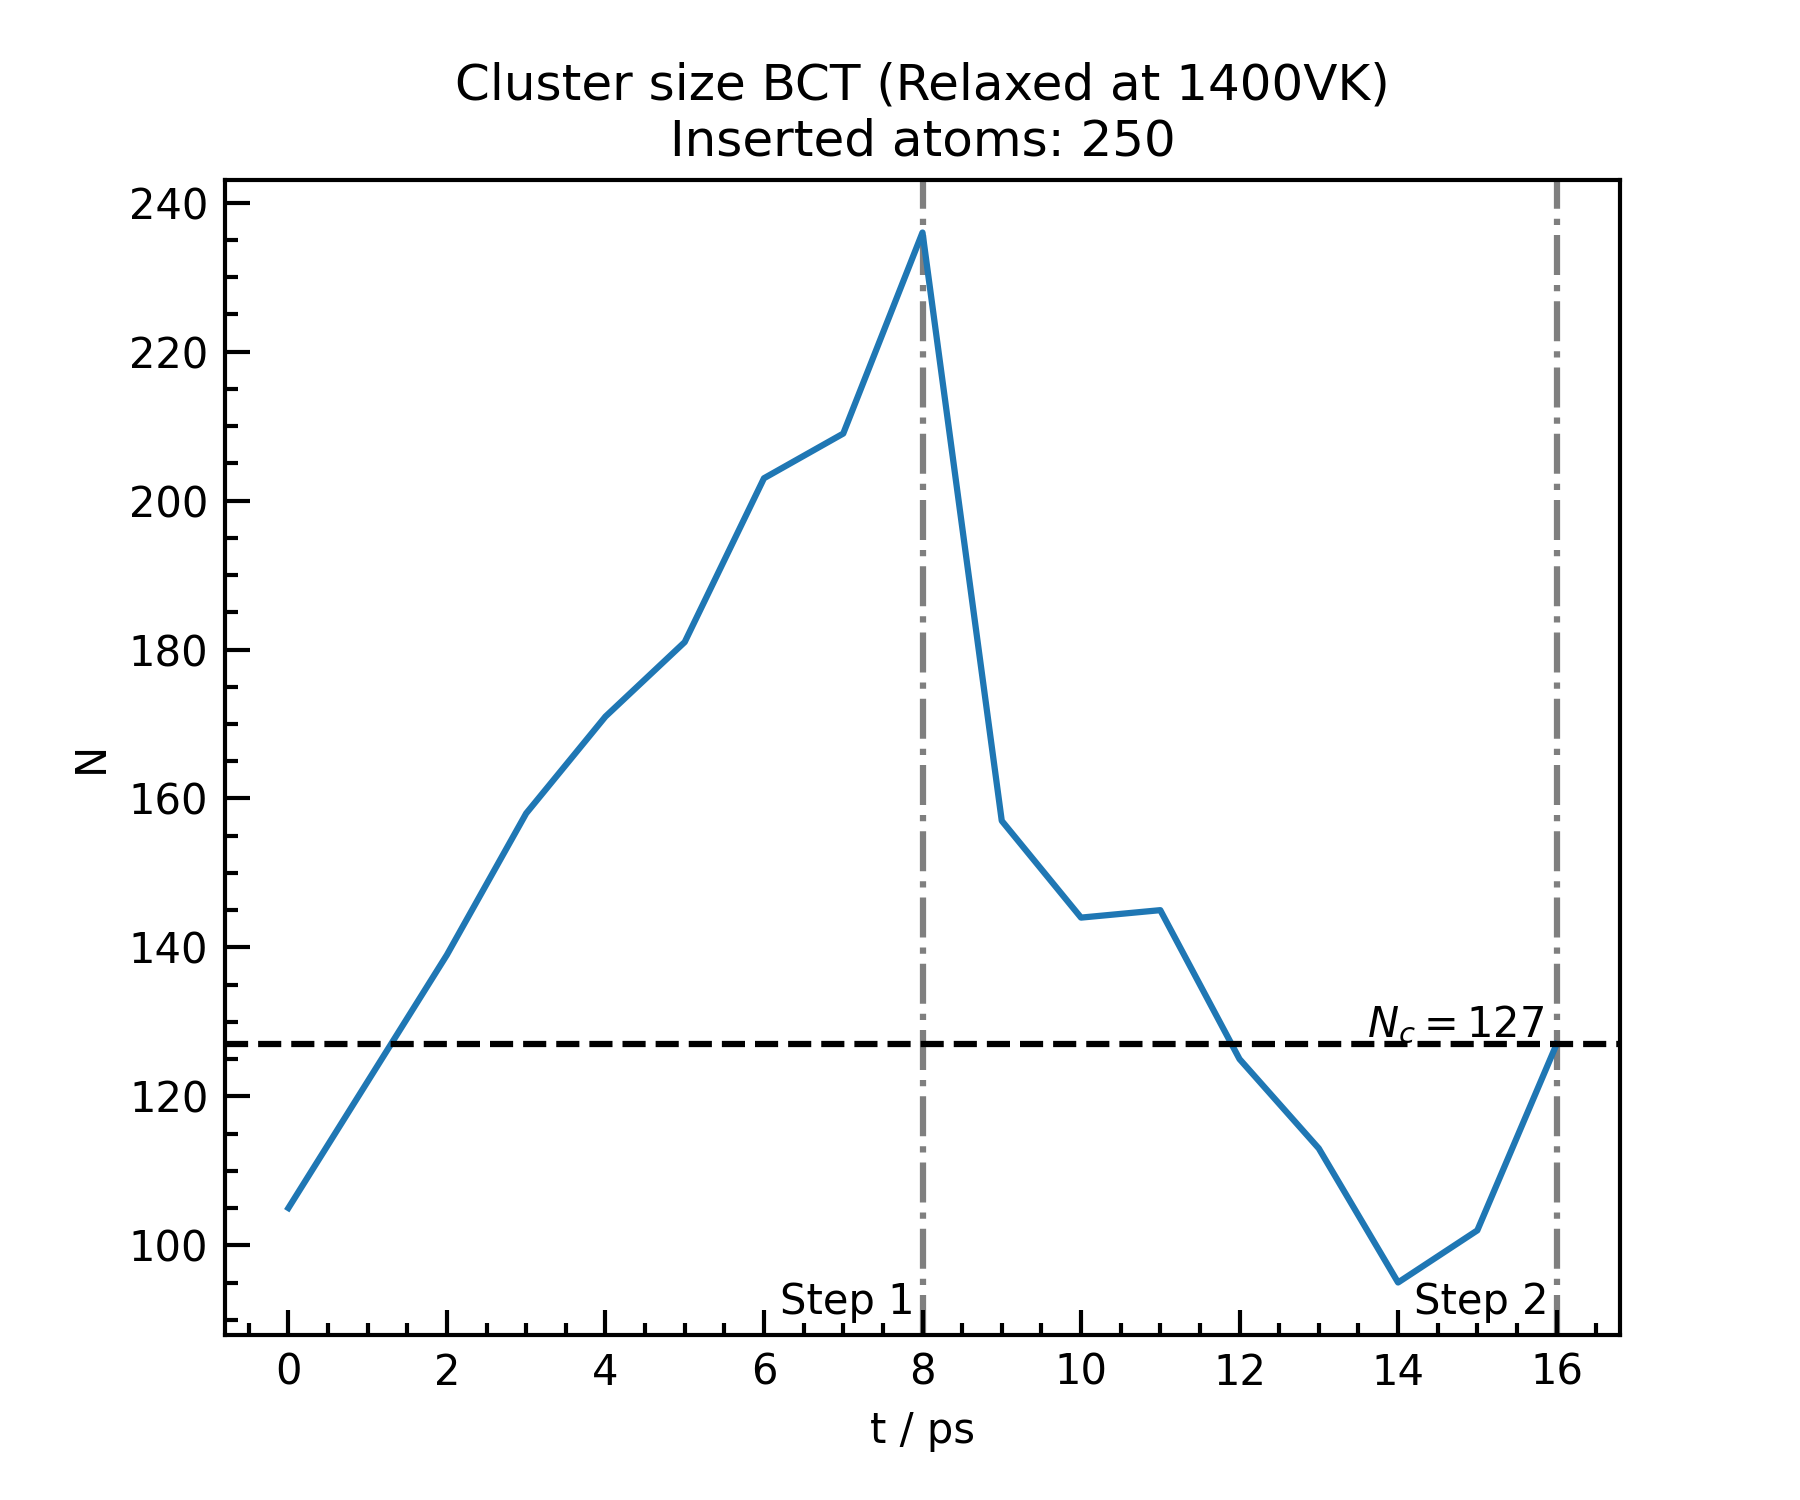 Cluster size BCT (Relaxed at 1400VK)
Inserted atoms: 250
240
220
200
180
160
140
120
100
N
N_c = 127
Step 1
Step 2
0 2 4 6 8 10 12 14 16
t / ps